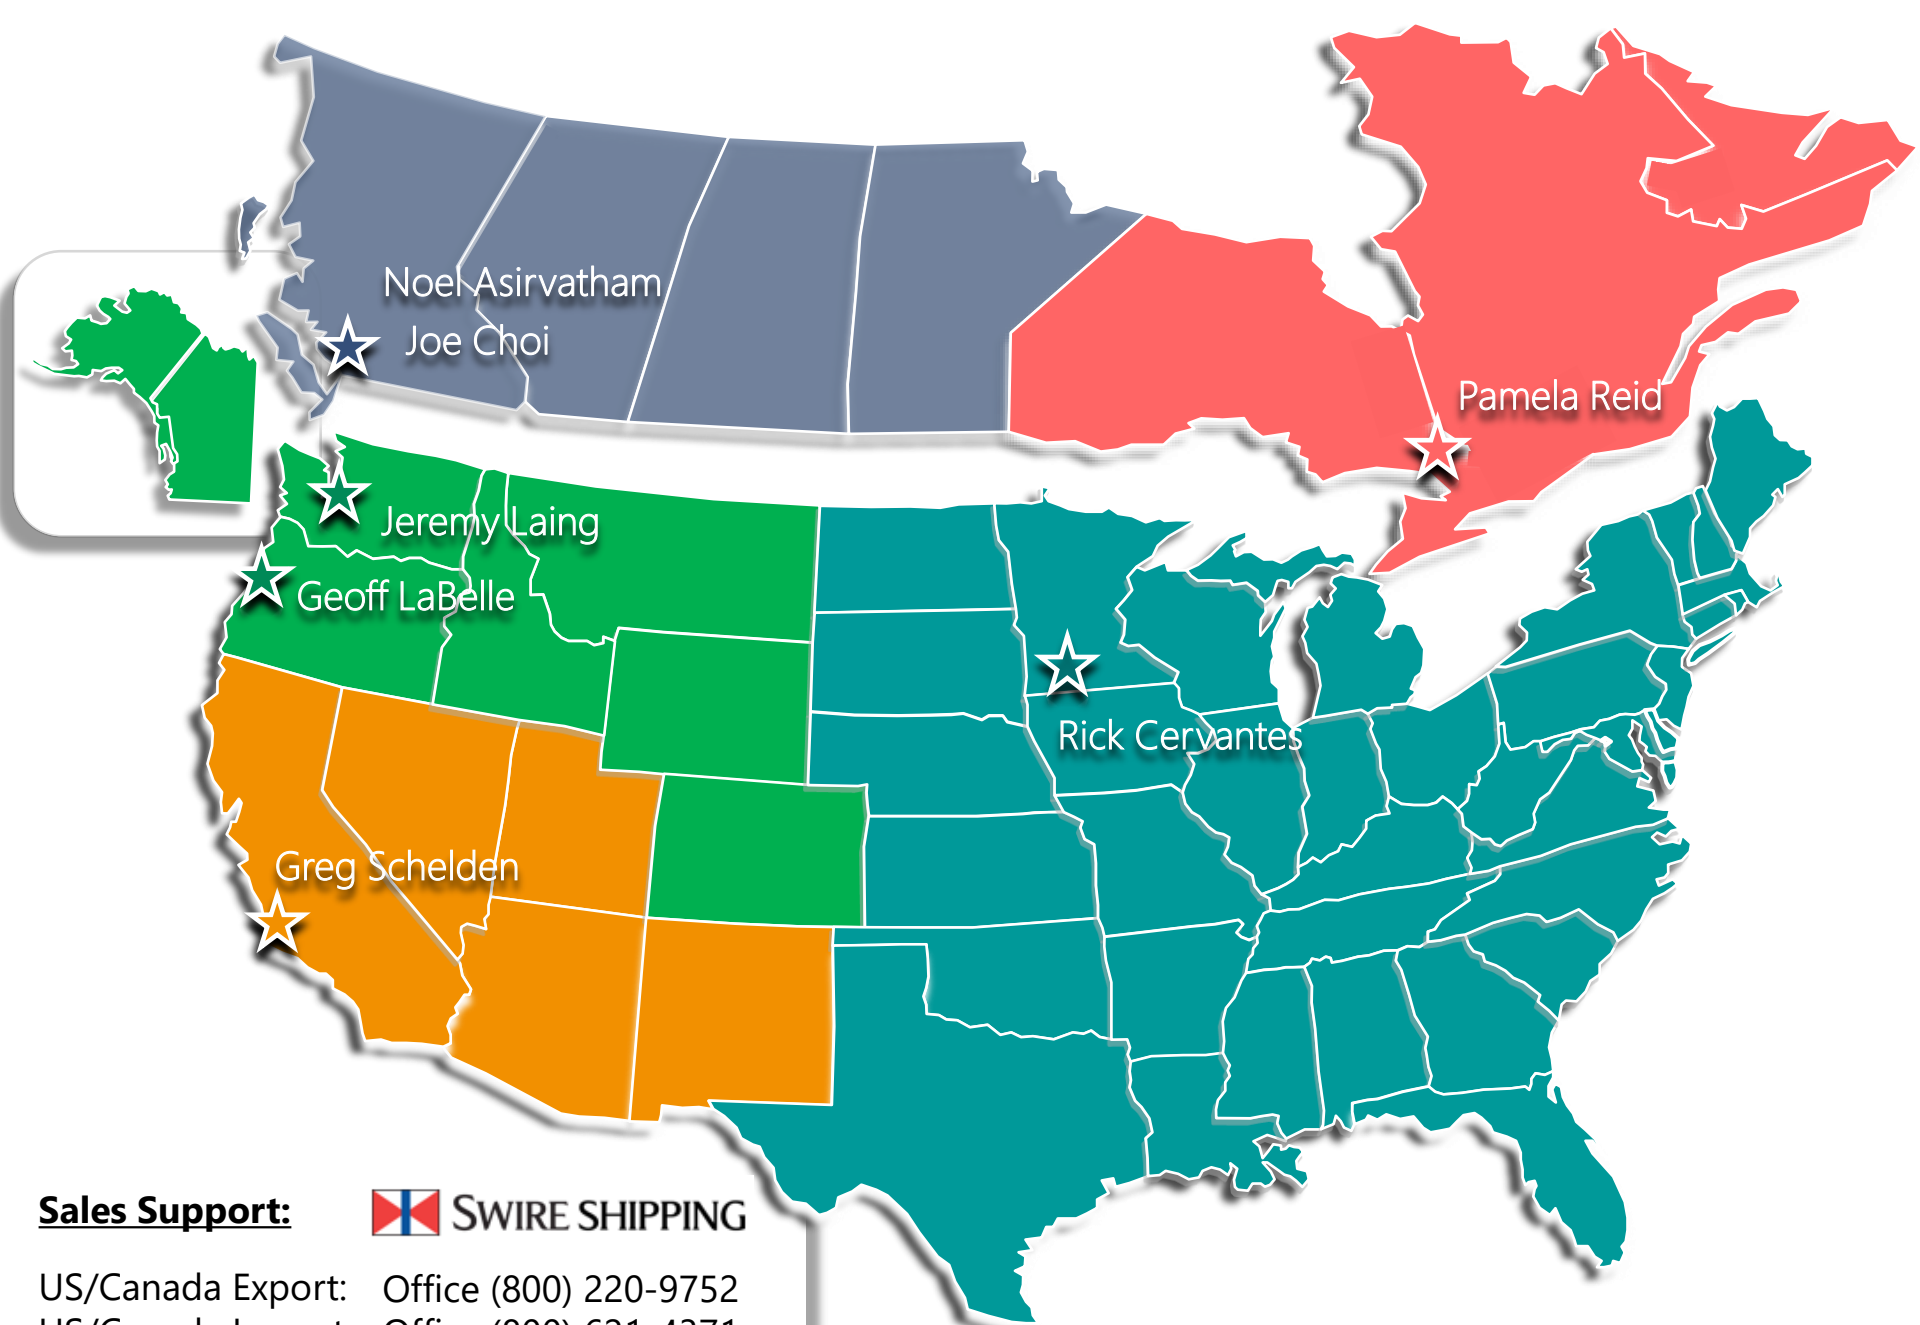 Noel Asirvatham
Joe Choi
Pamela Reid
Jeremy Laing
Geoff LaBelle
Rick Cervantes
Greg Schelden
Sales Support:
SWIRE SHIPPING
US/Canada Export: Office (800) 220-9752